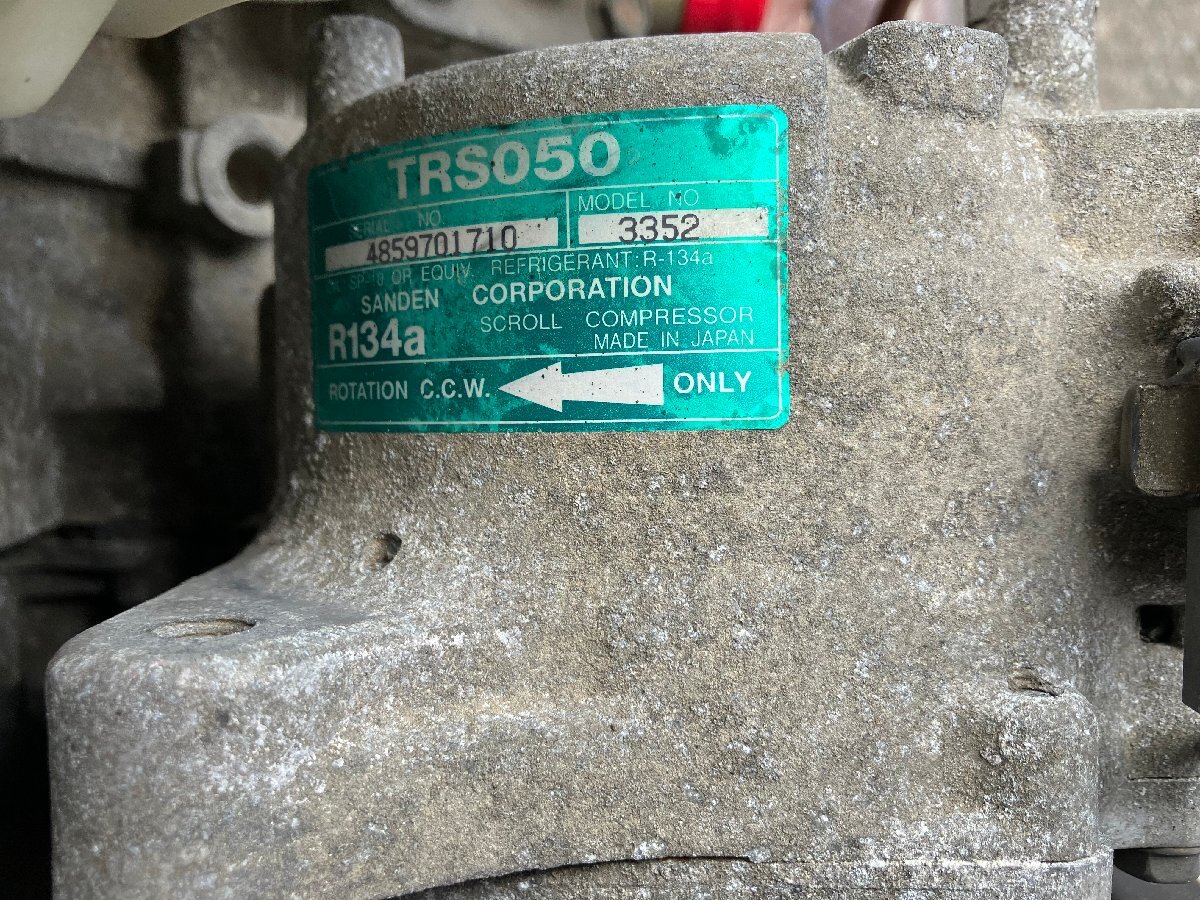 TRS050
SERIAL NO
MODEL NO
4859701710
3352
SP-10 OR EQUIV. REFRIGERANT:R-134a
SANDEN CORPORATION
R134a
SCROLL COMPRESSOR
MADE IN JAPAN
ROTATION C.C.W. ONLY